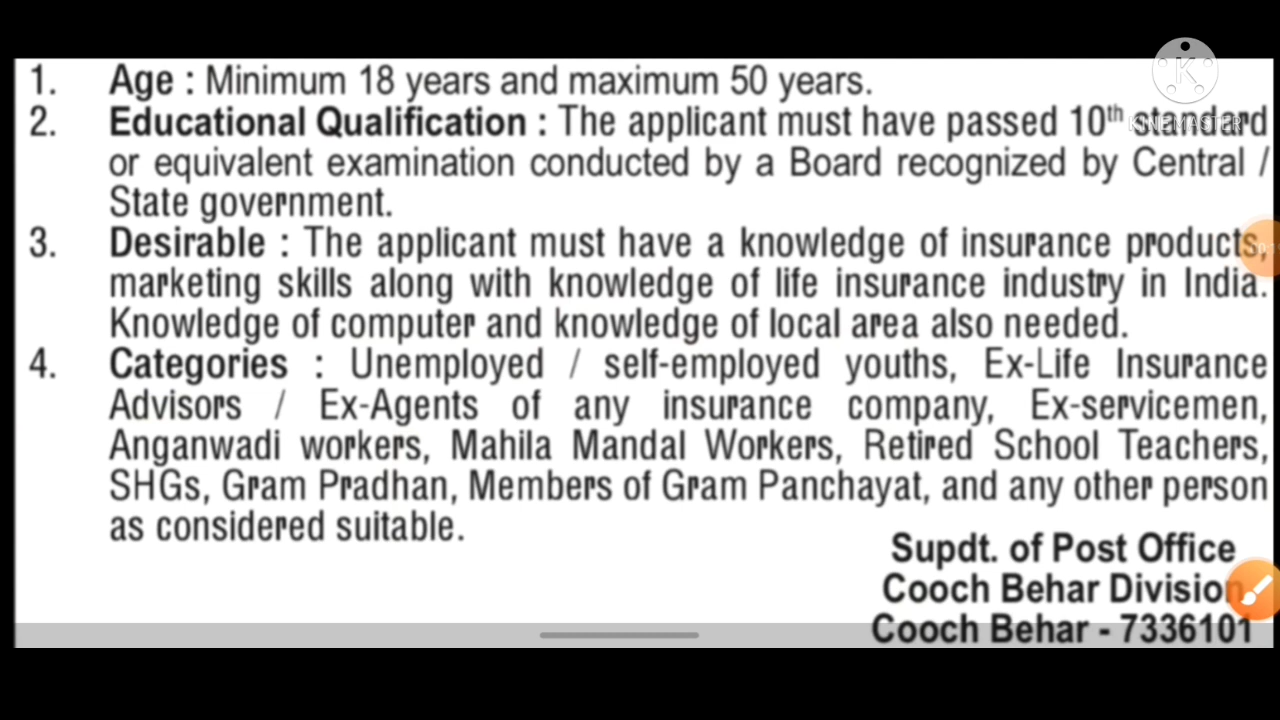 1. Age : Minimum 18 years and maximum 50 years.
2. Educational Qualification : The applicant must have passed 10th standerd
or equivalent examination conducted by a Board recognized by Central /
State government.
3. Desirable : The applicant must have a knowledge of insurance products,
marketing skills along with knowledge of life insurance industry in India.
Knowledge of computer and knowledge of local area also needed.
4. Categories : Unemployed / self-employed youths, Ex-Life Insurance
Advisors / Ex-Agents of any insurance company, Ex-servicemen,
Anganwadi workers, Mahila Mandal Workers, Retired School Teachers,
SHGs, Gram Pradhan, Members of Gram Panchayat, and any other person
as considered suitable.
Supdt. of Post Office
Cooch Behar Division
Cooch Behar - 7336101
K
KINEMASTER